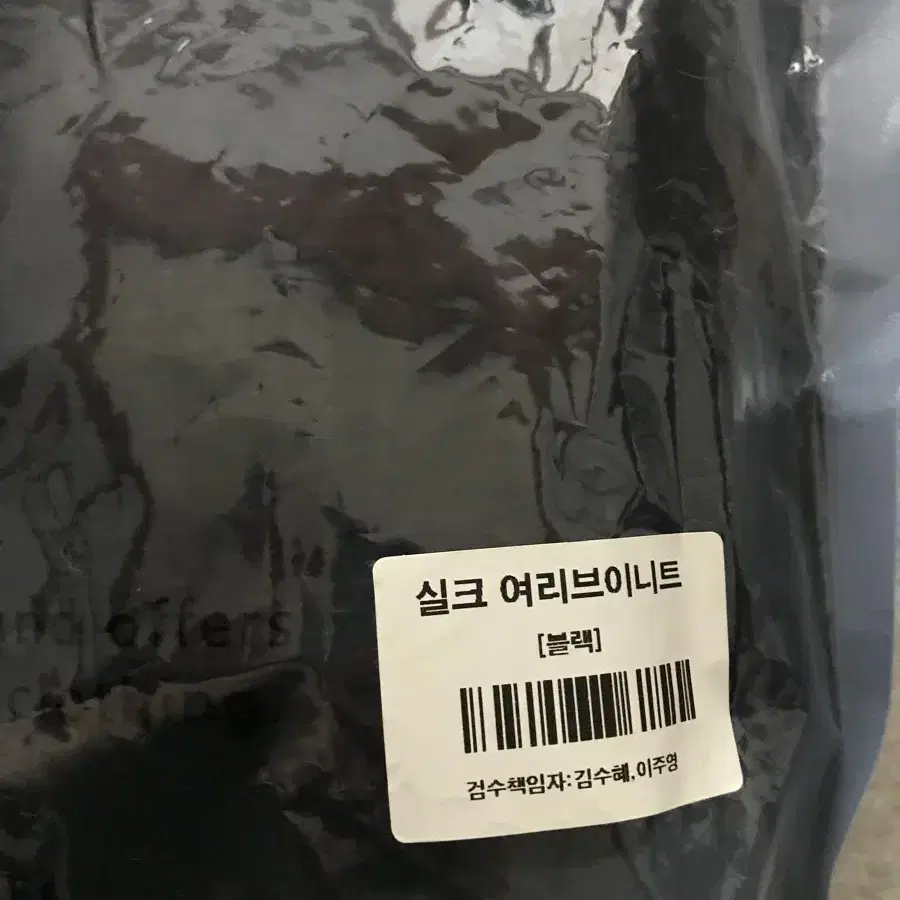 실크 여리브이니트
[블랙]
검수책임자:김수혜,이주영
offers